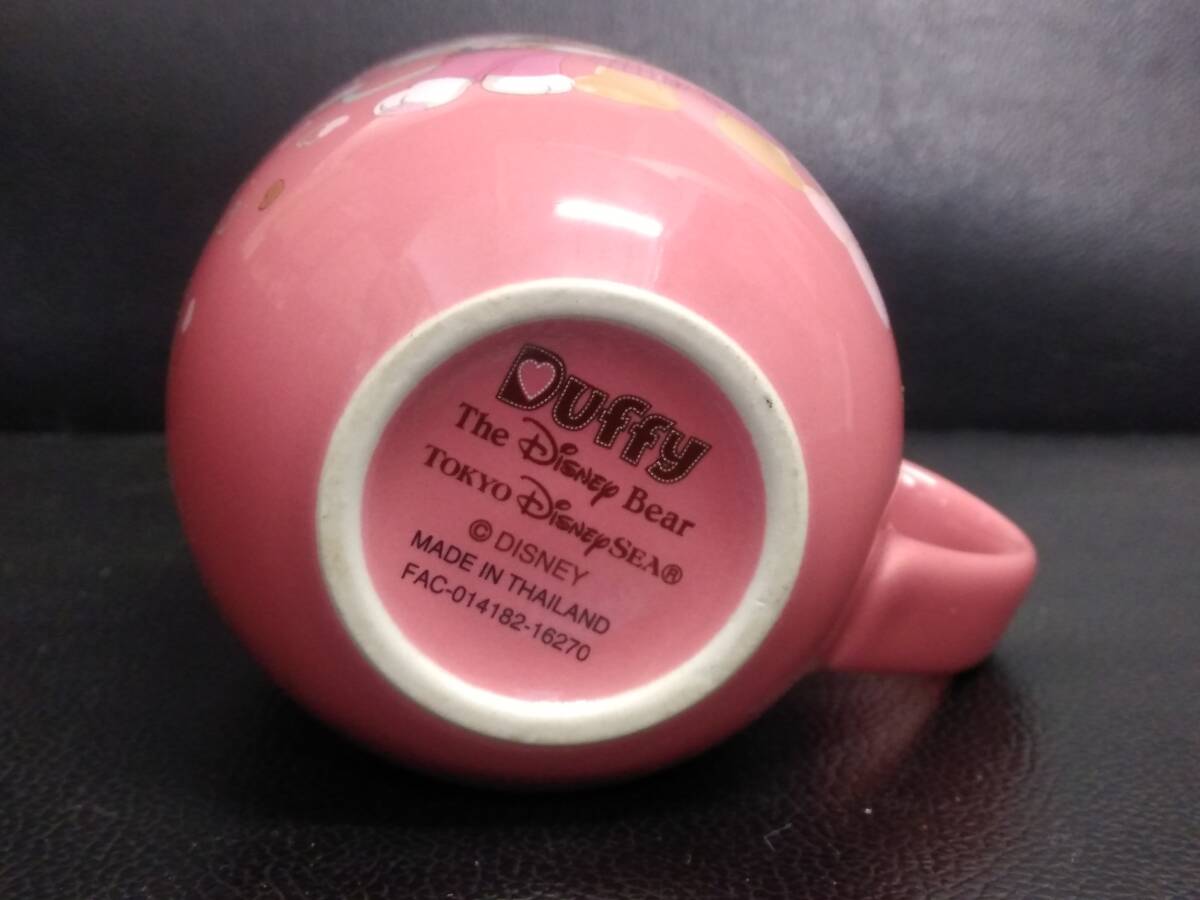 Duffy
The Disney Bear
TOKYO DisneySEA®
© DISNEY
MADE IN THAILAND
FAC-014182-16270